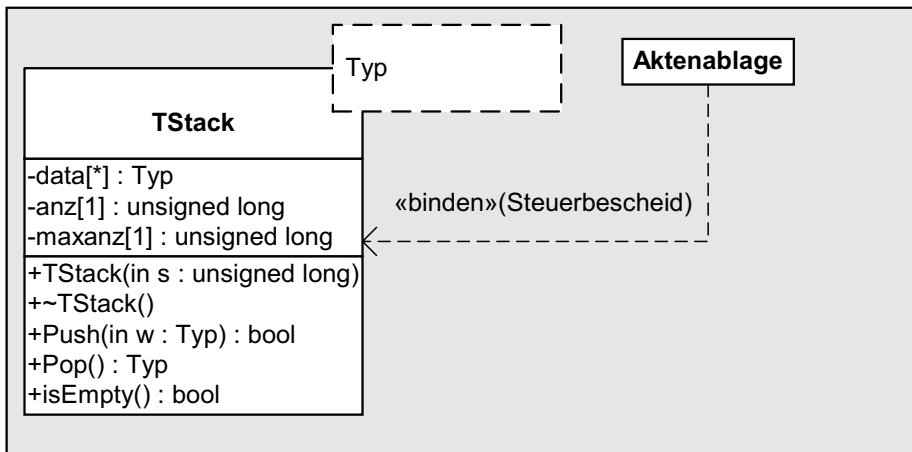 Typ
Aktenablage
TStack
-data[*] : Typ
-anz[1] : unsigned long
-maxanz[1] : unsigned long
«binden»(Steuerbescheid)
+TStack(in s : unsigned long)
+~TStack()
+Push(in w : Typ) : bool
+Pop() : Typ
+isEmpty() : bool